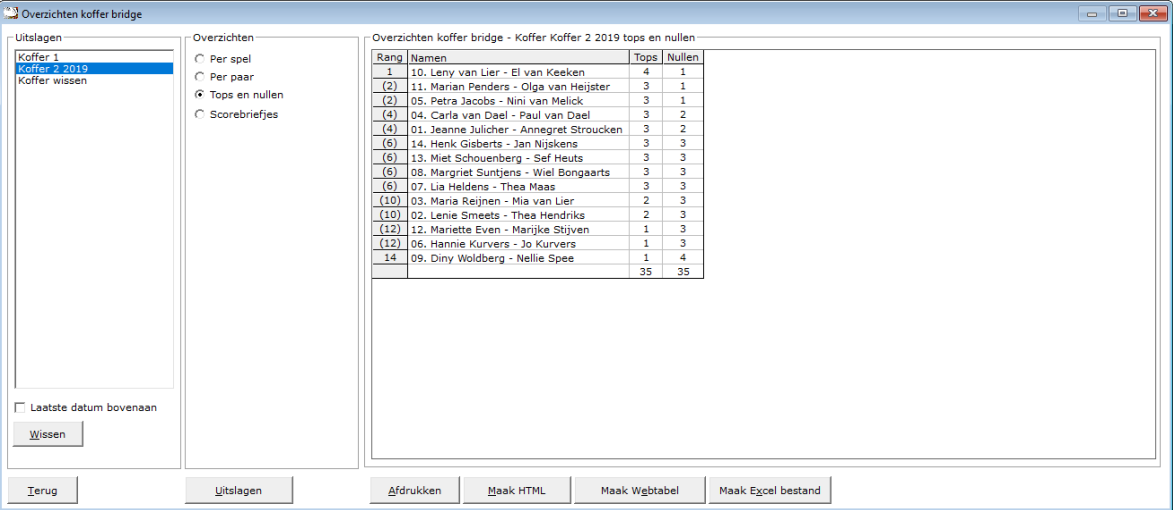 Overzichten koffer bridge
Uitslagen
Koffer 1
Koffer 2 2019
Koffer wissen
Laatste datum bovenaan
Wissen
Overzichten
Per spel
Per paar
Tops en nullen
Scorebriefjes
Overzichten koffer bridge - Koffer Koffer 2 2019 tops en nullen
Rang Namen Tops Nullen
1 10. Leny van Lier - El van Keeken 4 1
(2) 11. Marian Penders - Olga van Heijster 3 1
(2) 05. Petra Jacobs - Nini van Melick 3 1
(4) 04. Carla van Dael - Paul van Dael 3 2
(4) 01. Jeanne Julicher - Annegret Stroucken 3 2
(6) 14. Henk Gisberts - Jan Nijskens 3 3
(6) 13. Miet Schouenberg - Sef Heuts 3 3
(6) 08. Margriet Suntjens - Wiel Bongaarts 3 3
(6) 07. Lia Heldens - Thea Maas 3 3
(10) 03. Maria Reijnen - Mia van Lier 2 3
(10) 02. Lenie Smeets - Thea Hendriks 2 3
(12) 12. Mariette Even - Marijke Stijven 1 3
(12) 06. Hannie Kurvers - Jo Kurvers 1 3
14 09. Diny Woldberg - Nellie Spee 1 4
35 35
Terug
Uitslagen
Afdrukken
Maak HTML
Maak Webtabel
Maak Excel bestand